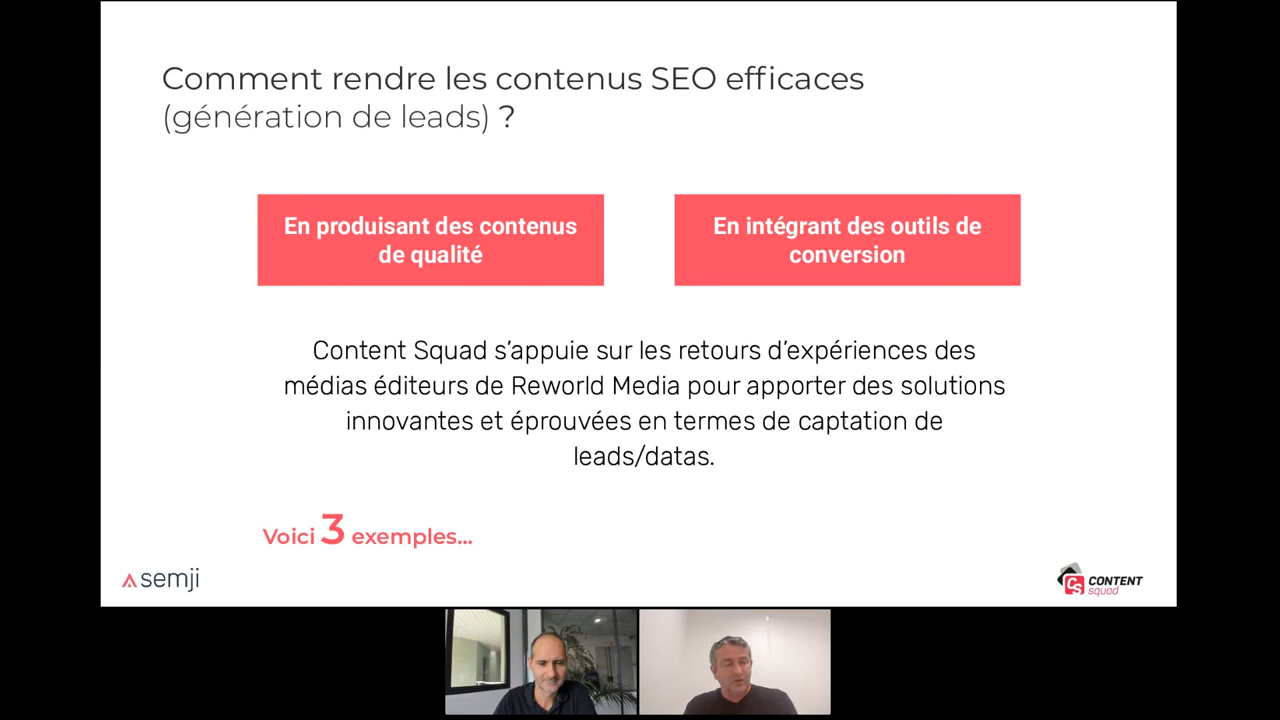 Comment rendre les contenus SEO efficaces
(génération de leads) ?
En produisant des contenus
de qualité
En intégrant des outils de
conversion
Content Squad s’appuie sur les retours d’expériences des
médias éditeurs de Reworld Media pour apporter des solutions
innovantes et éprouvées en termes de captation de
leads/datas.
Voici 3 exemples...
semji
CS CONTENT
squad